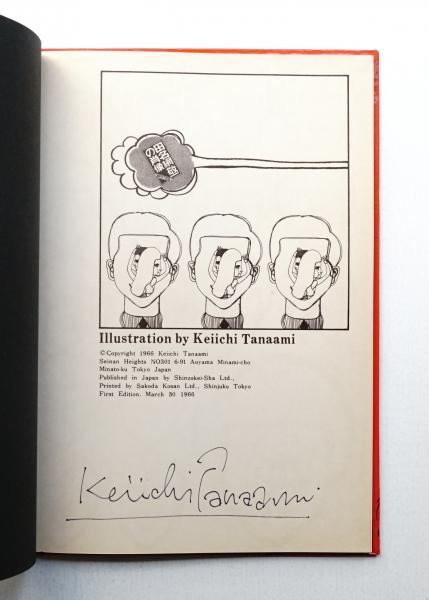 田名網敬一
の肖像
Illustration by Keiichi Tanaami
©Copyright 1966 Keiichi Tanaami
Seinan Heights NO301 6-91 Aoyama Minami-cho
Minato-ku Tokyo Japan
Published in Japan by Shinzokei-Sha Ltd.,
Printed by Sakoda Kosan Ltd., Shinjuku Tokyo
First Edition. March 30 1966
Keiichi Tanaami